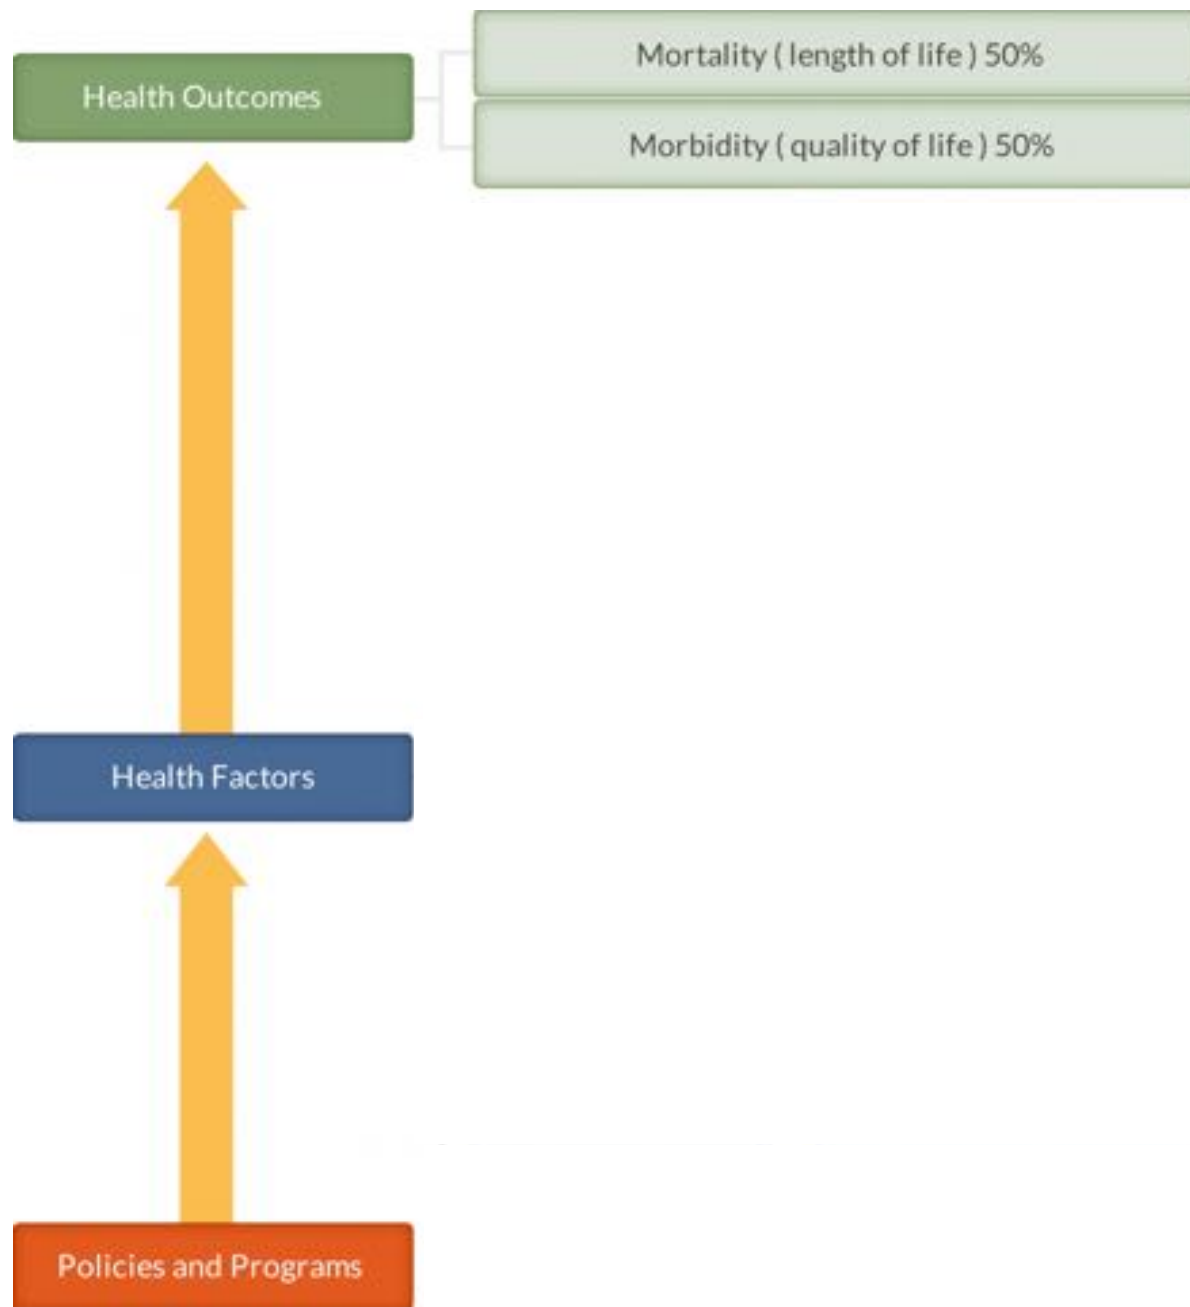 Mortality ( length of life ) 50%
Health Outcomes
Morbidity ( quality of life ) 50%
Health Factors
Policies and Programs